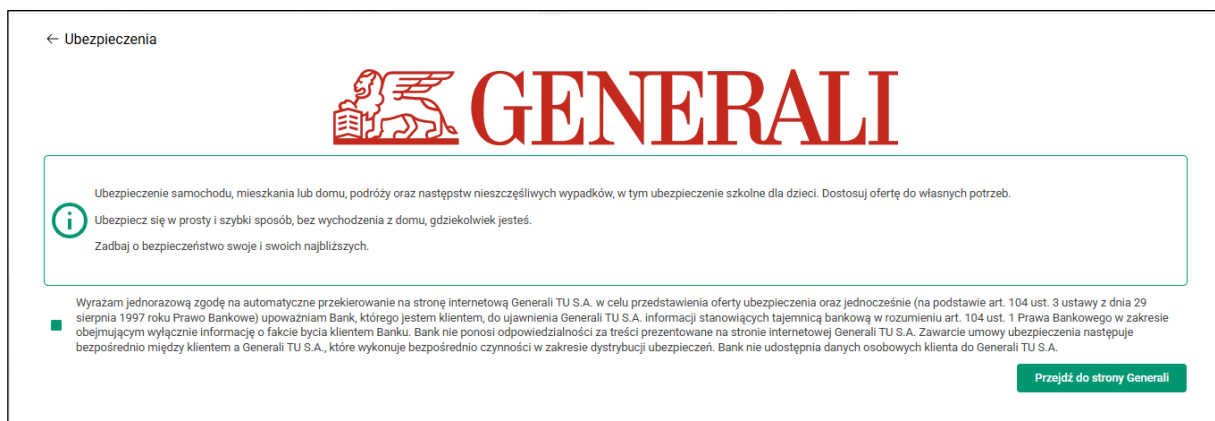 ← Ubezpieczenia
GENERALI
Ubezpieczenie samochodu, mieszkania lub domu, podróży oraz następstw nieszczęśliwych wypadków, w tym ubezpieczenie szkolne dla dzieci. Dostosuj ofertę do własnych potrzeb.
Ubezpiecz się w prosty i szybki sposób, bez wychodzenia z domu, gdziekolwiek jesteś.
Zadbaj o bezpieczeństwo swoje i swoich najbliższych.
Wyrażam jednorazową zgodę na automatyczne przekierowanie na stronę internetową Generali TU S.A. w celu przedstawienia oferty ubezpieczenia oraz jednocześnie (na podstawie art. 104 ust. 3 ustawy z dnia 29
sierpnia 1997 roku Prawo Bankowe) upoważniam Bank, którego jestem klientem, do ujawnienia Generali TU S.A. informacji stanowiących tajemnicą bankową w rozumieniu art. 104 ust. 1 Prawa Bankowego w zakresie
obejmującym wyłącznie informację o fakcie bycia klientem Banku. Bank nie ponosi odpowiedzialności za treści prezentowane na stronie internetowej Generali TU S.A. Zawarcie umowy ubezpieczenia następuje
bezpośrednio między klientem a Generali TU S.A., które wykonuje bezpośrednio czynności w zakresie dystrybucji ubezpieczeń. Bank nie udostępnia danych osobowych klienta do Generali TU S.A.
Przejdź do strony Generali